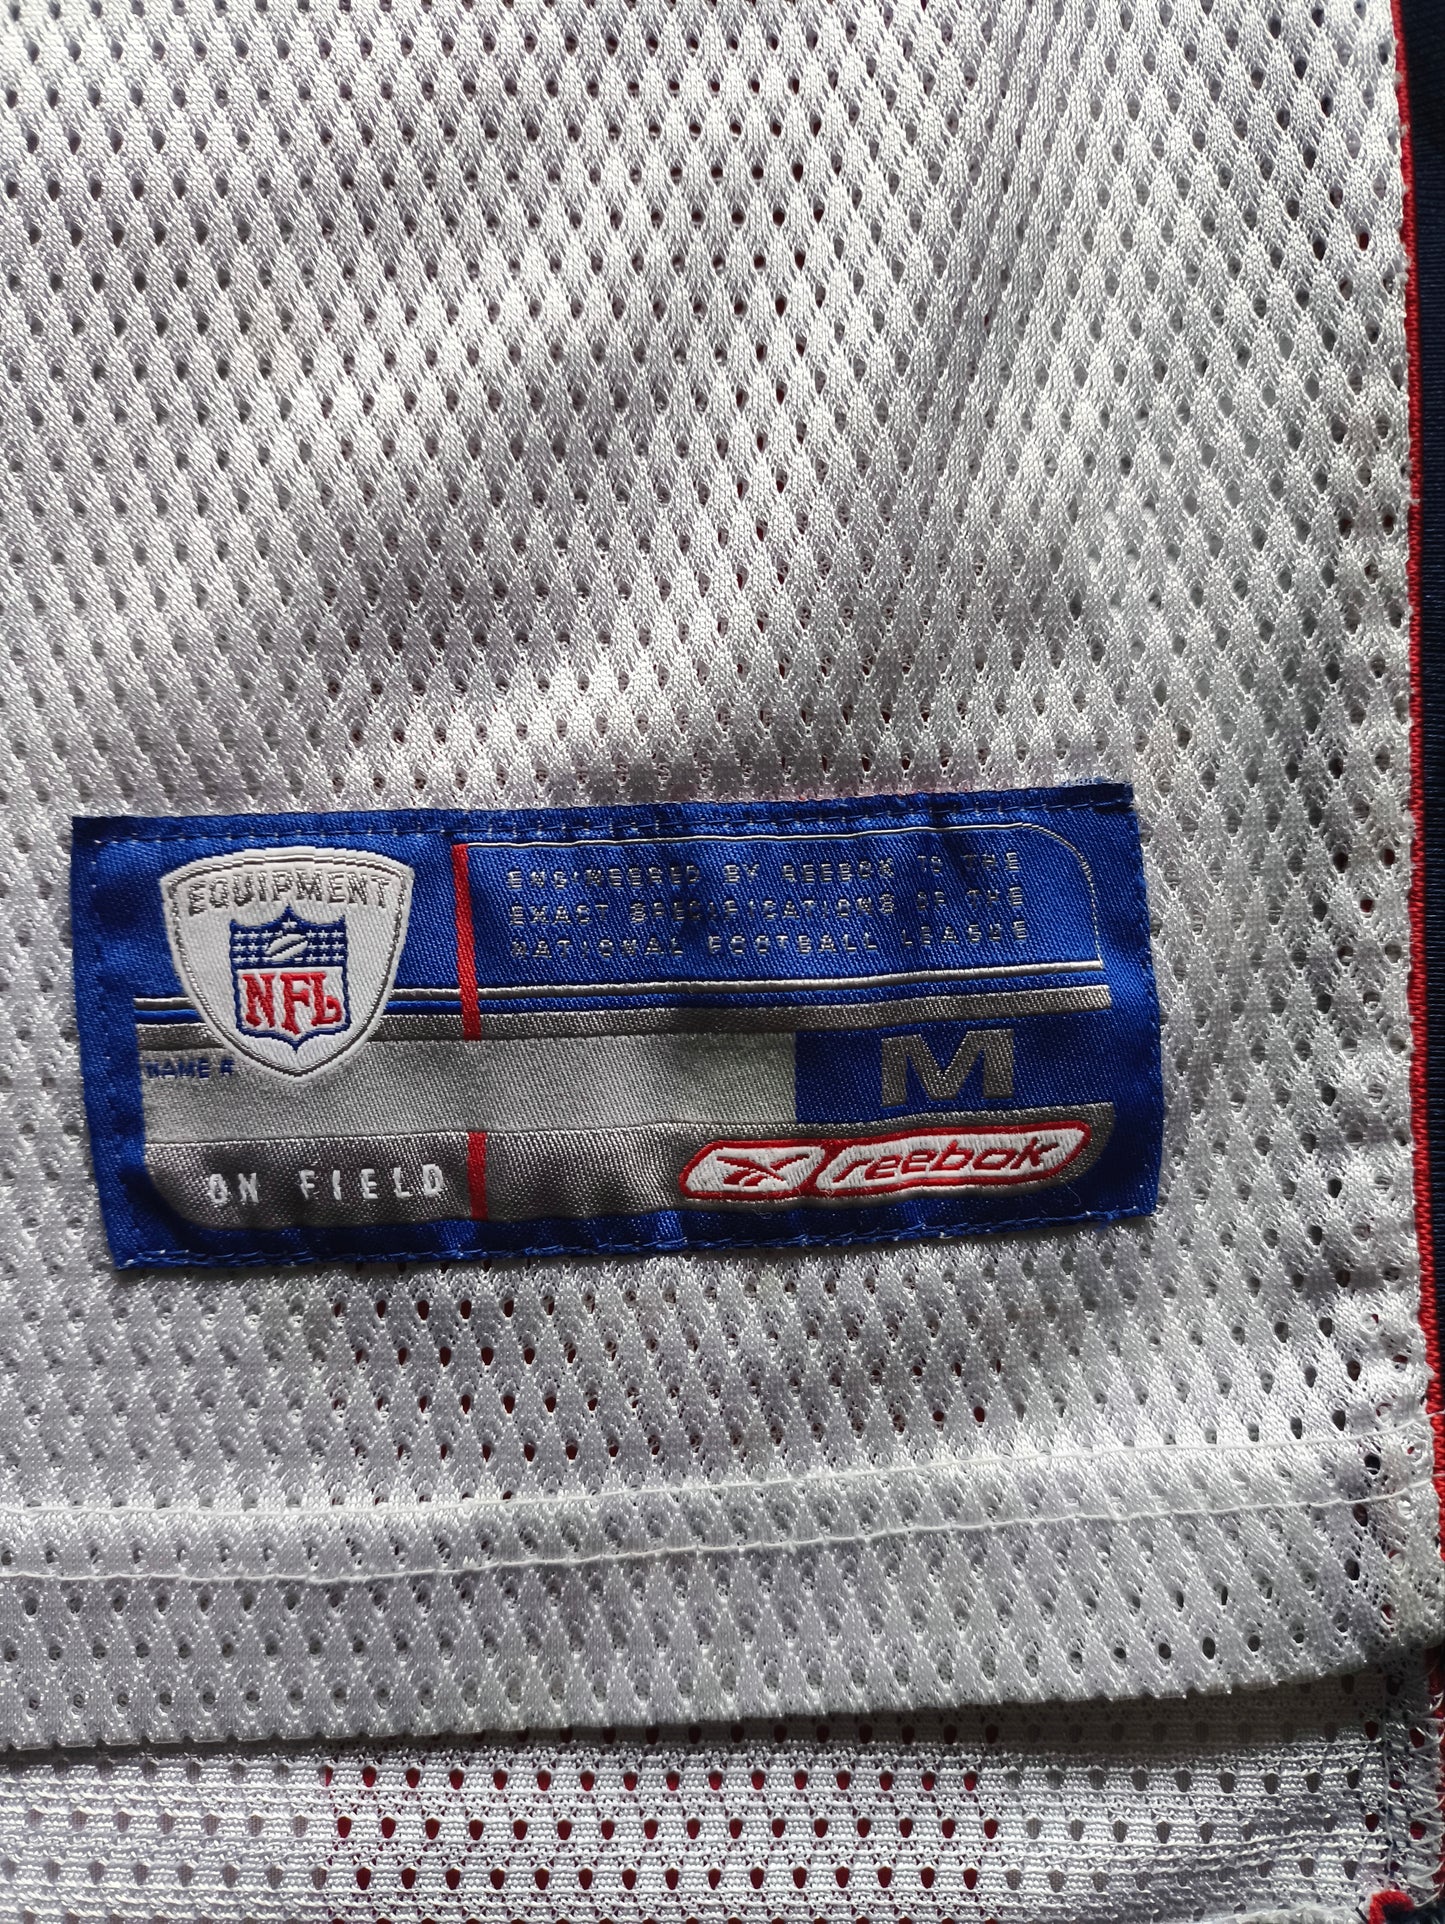 EQUIPMENT
NFL
ENGINEERED BY REEBOK TO THE
EXACT SPECIFICATIONS OF THE
NATIONAL FOOTBALL LEAGUE
NAME #
M
ON FIELD
Reebok